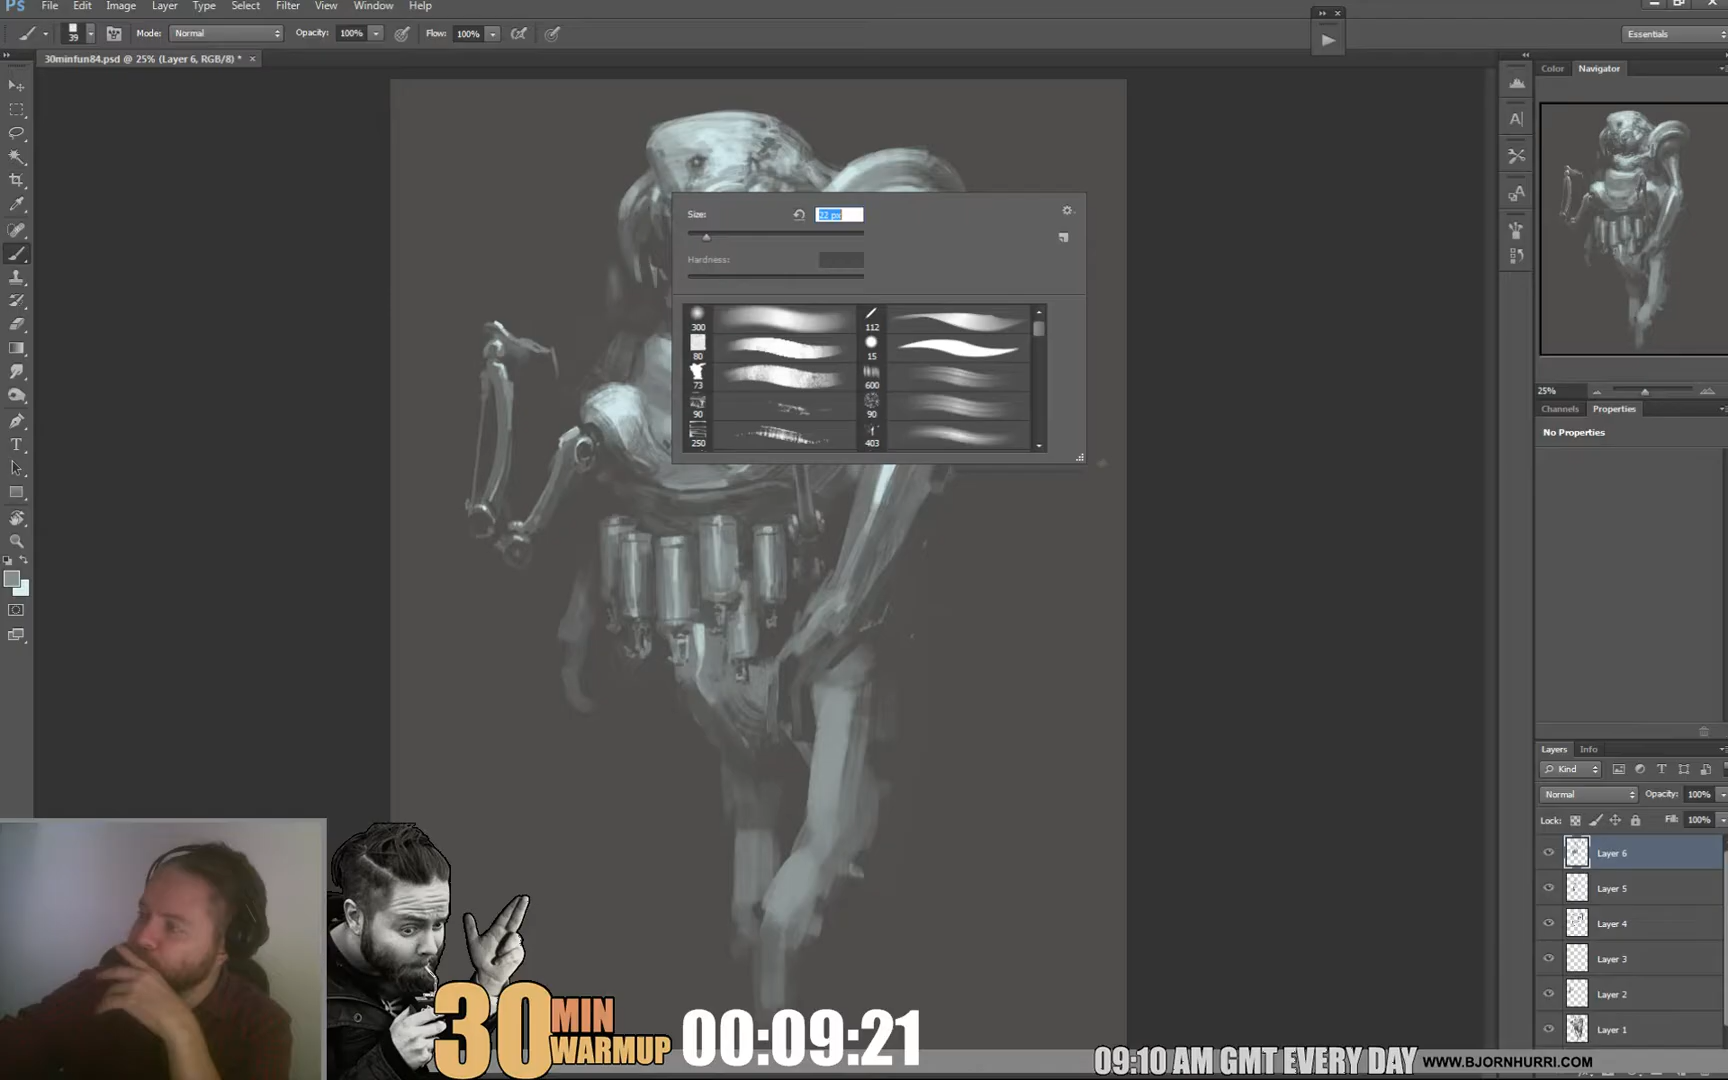 Ps File Edit Image Layer Type Select Filter View Window Help
39 Mode: Normal Opacity: 100% Flow: 100% Essentials
30minfun84.psd @ 25% (Layer 6, RGB/8) * ×
Color Navigator
Size: 22 px
Hardness:
300 112
80 15
73 600
90 90
250 403
25%
Channels Properties
No Properties
Layers Info
Kind
Normal Opacity: 100%
Lock: Fill: 100%
Layer 6
Layer 5
Layer 4
Layer 3
Layer 2
Layer 1
30 MIN
WARMUP
00:09:21
09:10 AM GMT EVERY DAY WWW.BJORNHURRI.COM